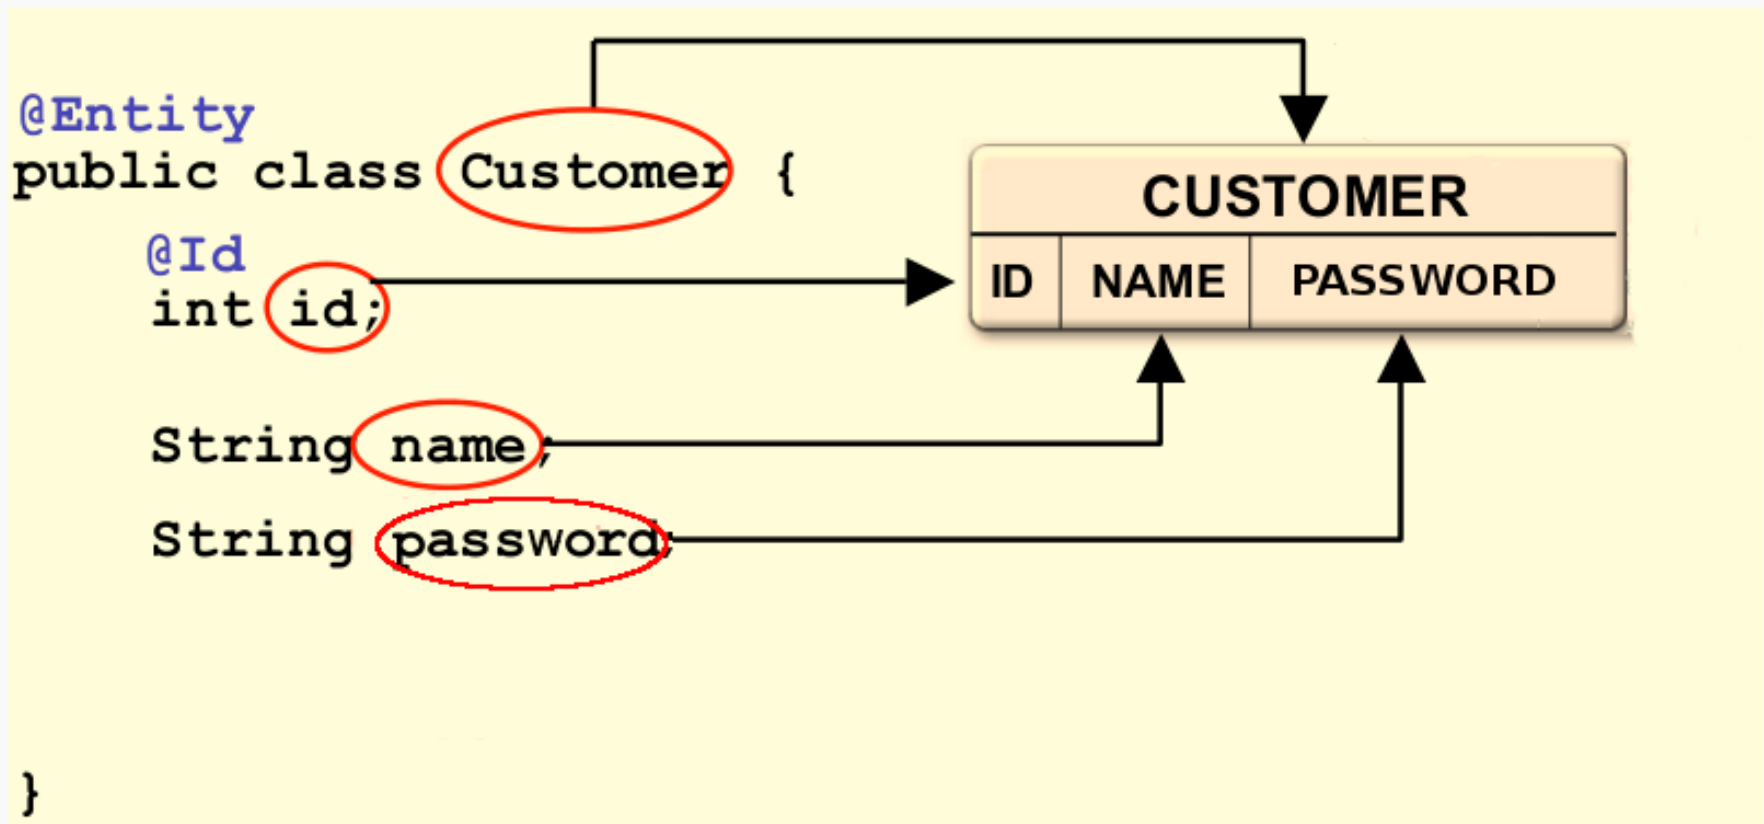 @Entity
public class Customer {
@Id
int id;
String name;
String password;
}
CUSTOMER
ID NAME PASSWORD